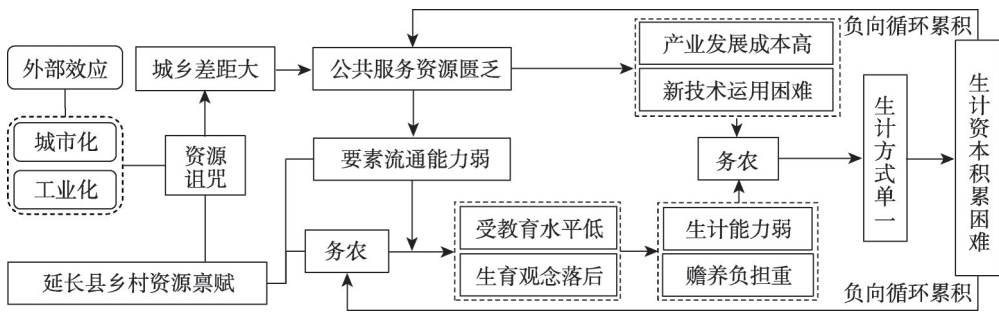 负向循环累积
外部效应
城乡差距大
公共服务资源匮乏
产业发展成本高
新技术运用困难
城市化
工业化
资源
诅咒
要素流通能力弱
务农
生计方式单一
生计资本积累困难
务农
受教育水平低
生育观念落后
生计能力弱
赡养负担重
延长县乡村资源禀赋
负向循环累积